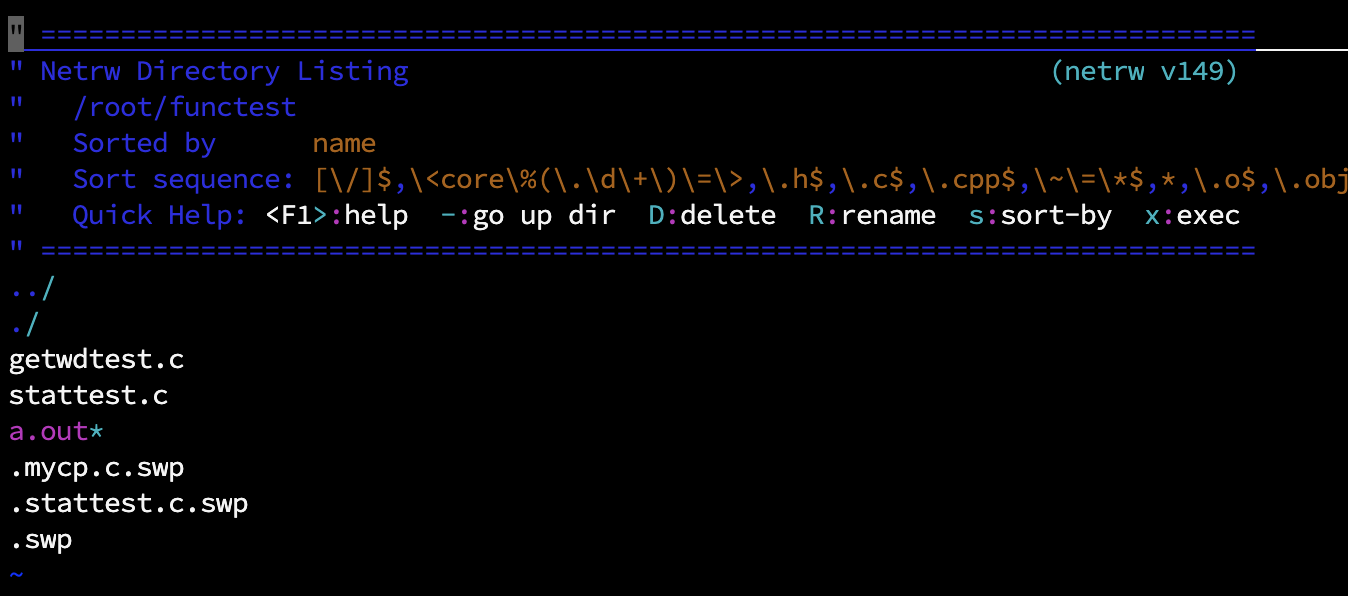 " ============================================================================
" Netrw Directory Listing (netrw v149)
" /root/functest
" Sorted by name
" Sort sequence: [\/]$,\<core\%(\.\d\+\)\=\>,\.h$,\.c$,\.cpp$,\~\=\*$,*,\.o$,\.obj
" Quick Help: <F1>:help -:go up dir D:delete R:rename s:sort-by x:exec
" ============================================================================
../
./
getwdtest.c
stattest.c
a.out*
.mycp.c.swp
.stattest.c.swp
.swp
~